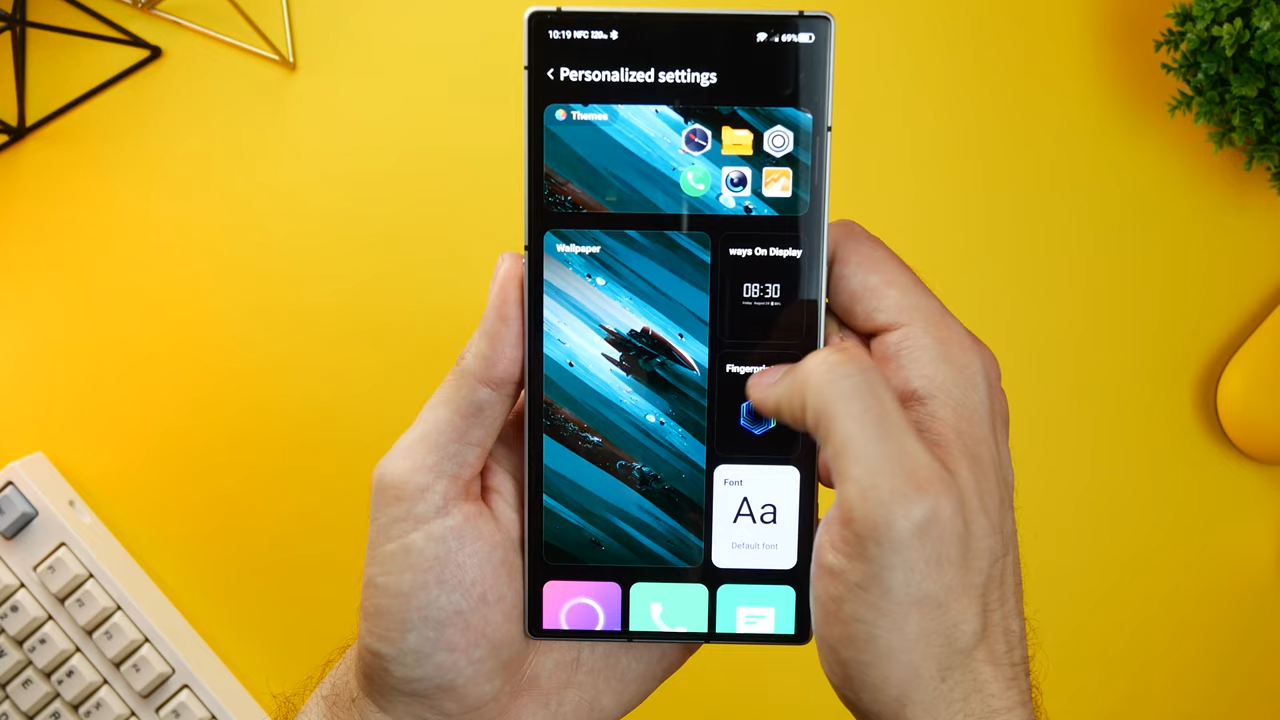 10:19 NFC
69%
Personalized settings
Themes
Wallpaper
ways On Display
08:30
Font
Aa
Default font